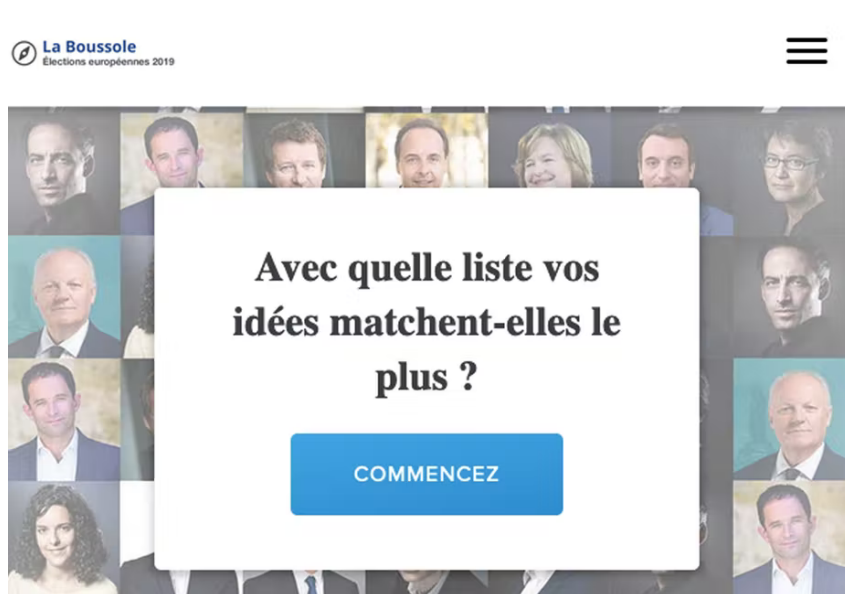 La Boussole
Élections européennes 2019
Avec quelle liste vos
idées matchent-elles le
plus ?
COMMENCEZ